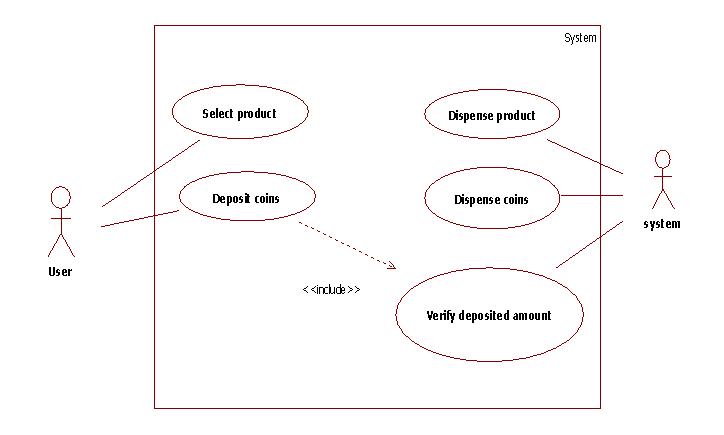 System
Select product
Dispense product
Deposit coins
Dispense coins
system
User
<<include>>
Verify deposited amount